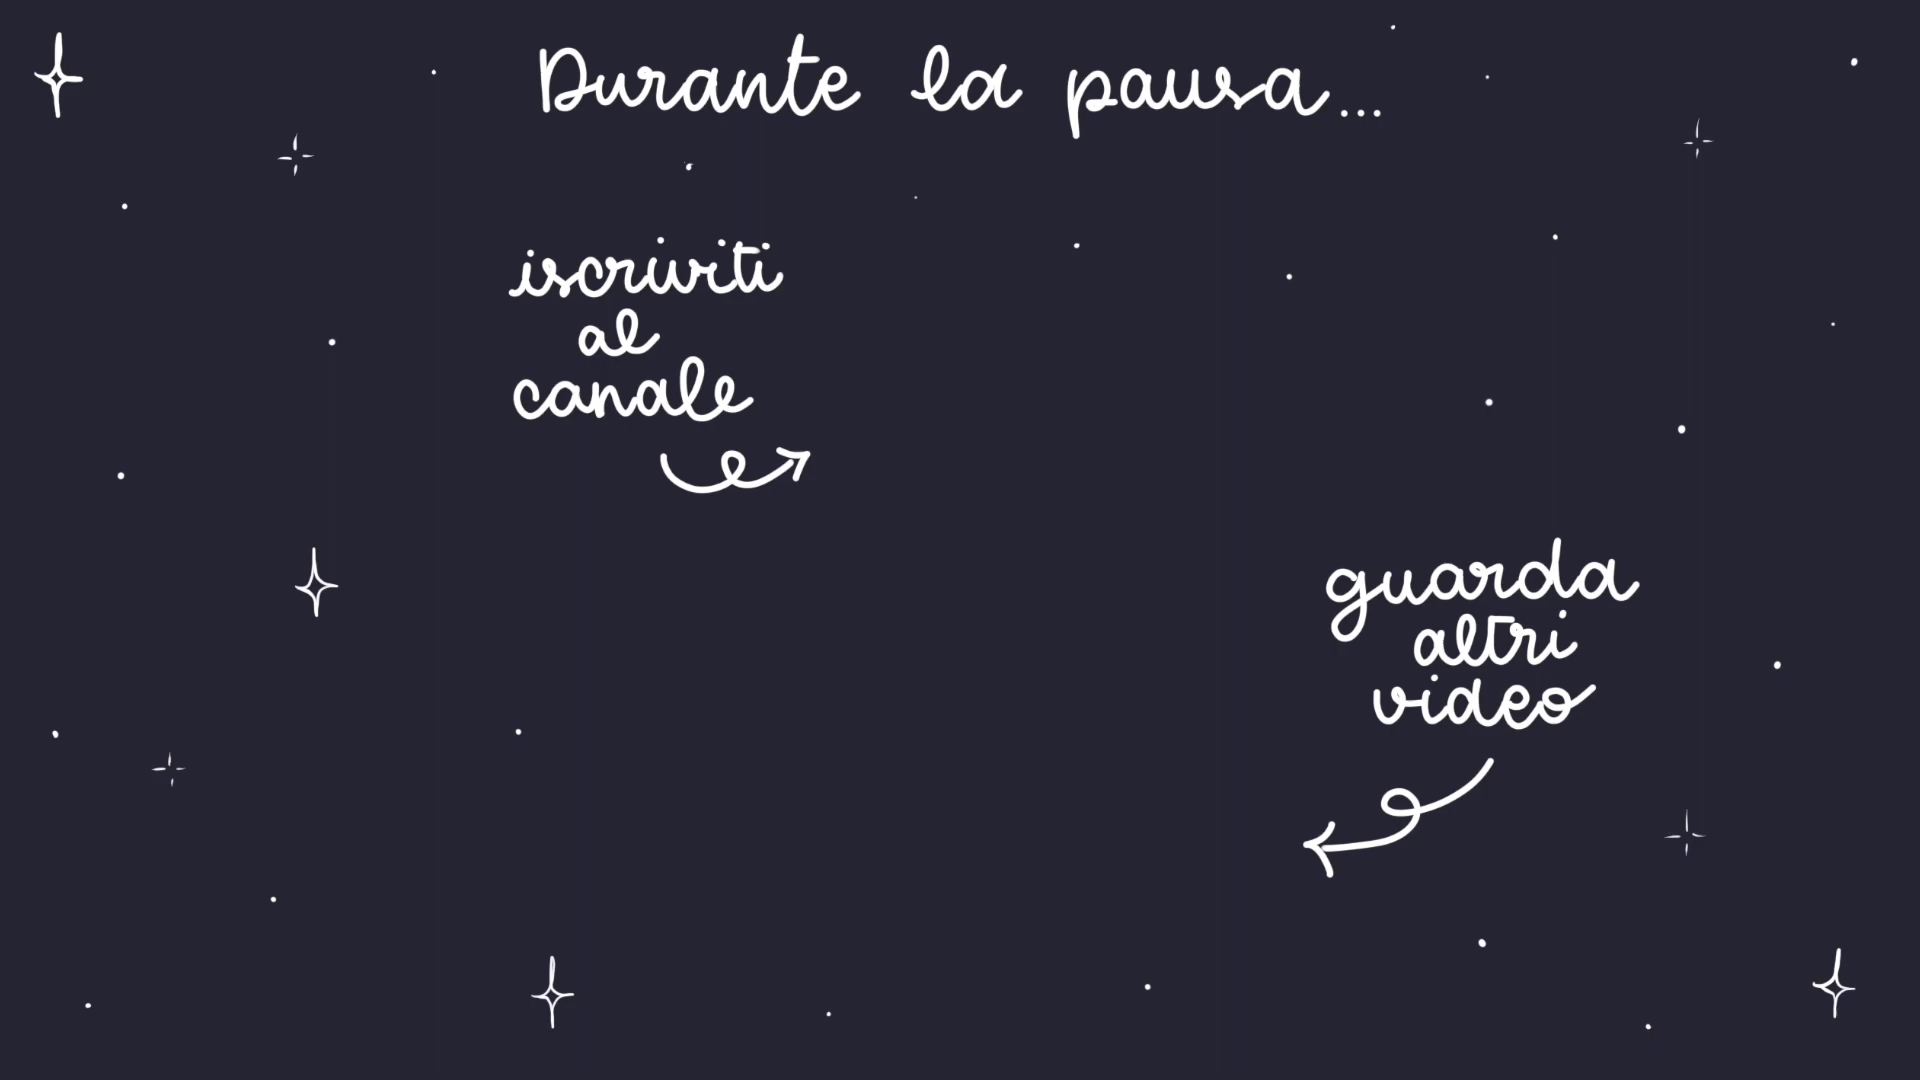 Durante la pausa...
iscriviti
al
canale
guarda
altri
video